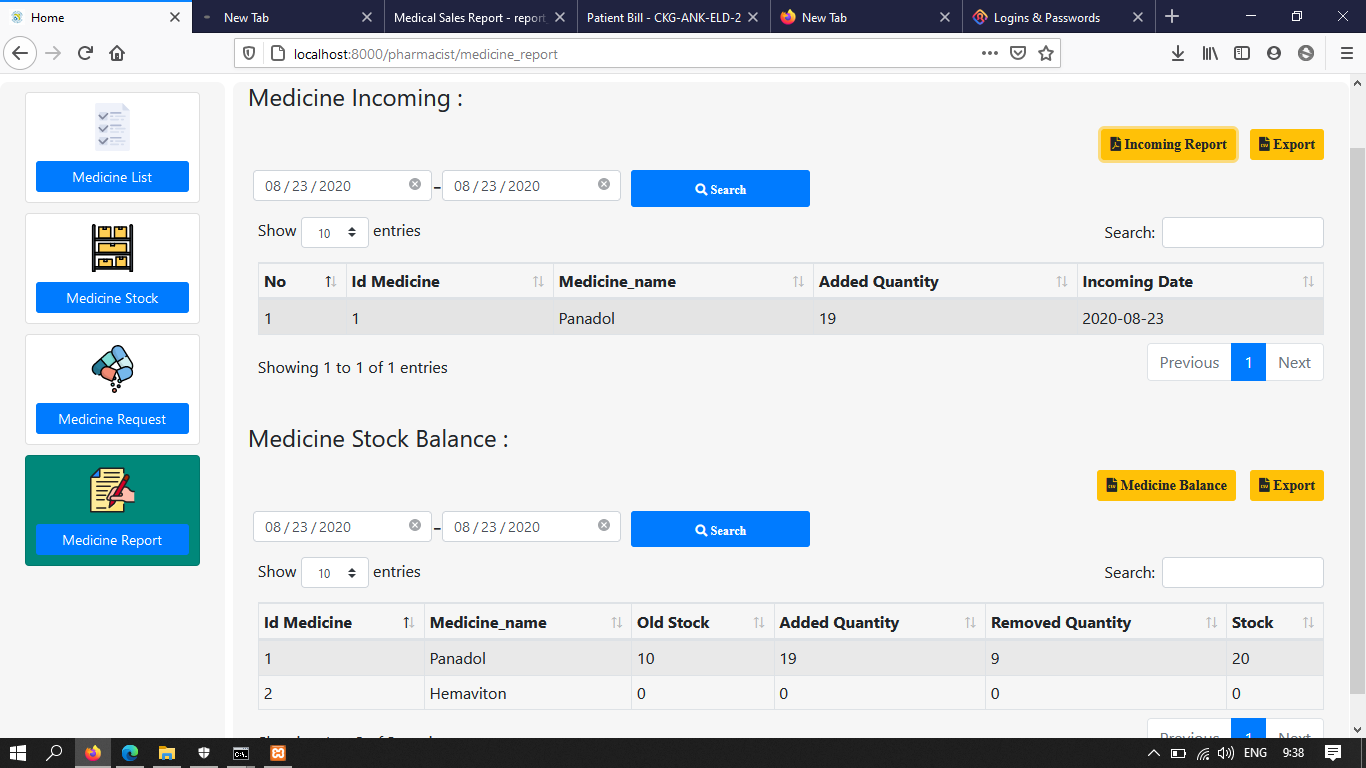 Home
New Tab
Medical Sales Report - report
Patient Bill - CKG-ANK-ELD-2
New Tab
Logins & Passwords
localhost:8000/pharmacist/medicine_report
Medicine List
Medicine Stock
Medicine Request
Medicine Report
Medicine Incoming :
Incoming Report Export
08 / 23 / 2020 - 08 / 23 / 2020 Search
Show 10 entries Search:
No Id Medicine Medicine_name Added Quantity Incoming Date
1 1 Panadol 19 2020-08-23
Showing 1 to 1 of 1 entries
Previous 1 Next
Medicine Stock Balance :
Medicine Balance Export
08 / 23 / 2020 - 08 / 23 / 2020 Search
Show 10 entries Search:
Id Medicine Medicine_name Old Stock Added Quantity Removed Quantity Stock
1 Panadol 10 19 9 20
2 Hemaviton 0 0 0 0
Previous 1 Next
ENG 9:38